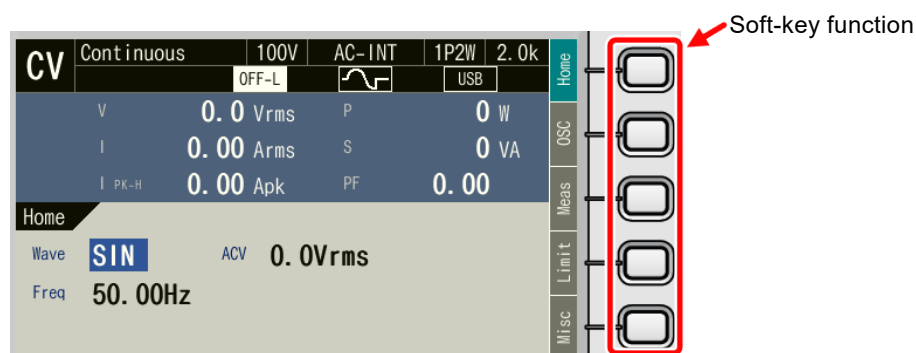 Soft-key function
CV Continuous 100V AC-INT 1P2W 2.0k
OFF-L USB
V 0.0 Vrms P 0 W
I 0.00 Arms S 0 VA
I PK-H 0.00 Apk PF 0.00
Home
Wave SIN ACV 0.0Vrms
Freq 50.00Hz
Home
OSC
Meas
Limit
Misc